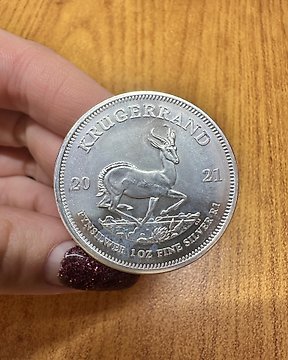 KRUGERRAND
20 21
FYNSILWER 1 OZ FINE SILVER R1